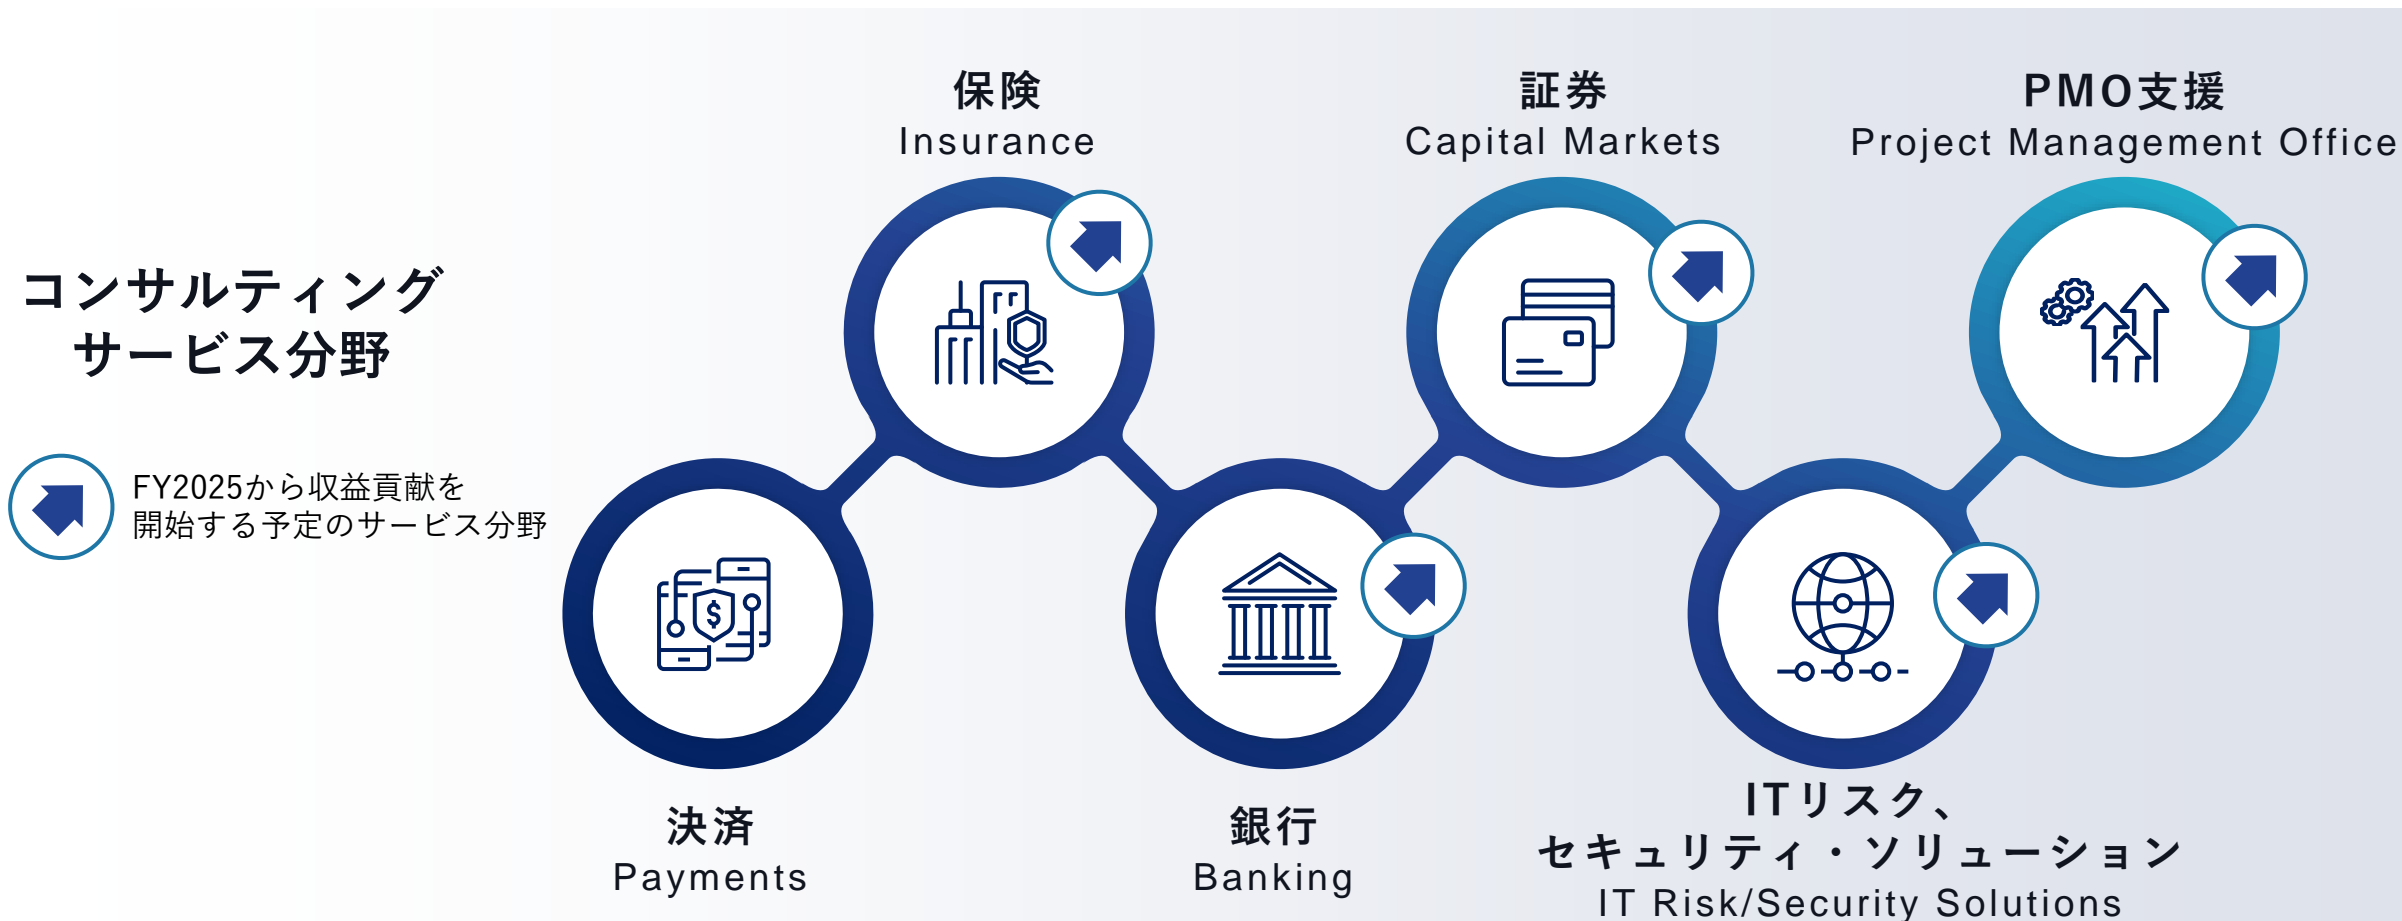 コンサルティング
サービス分野
FY2025から収益貢献を
開始する予定のサービス分野
保険
Insurance
証券
Capital Markets
PMO支援
Project Management Office
$
決済
Payments
銀行
Banking
ITリスク、
セキュリティ・ソリューション
IT Risk/Security Solutions